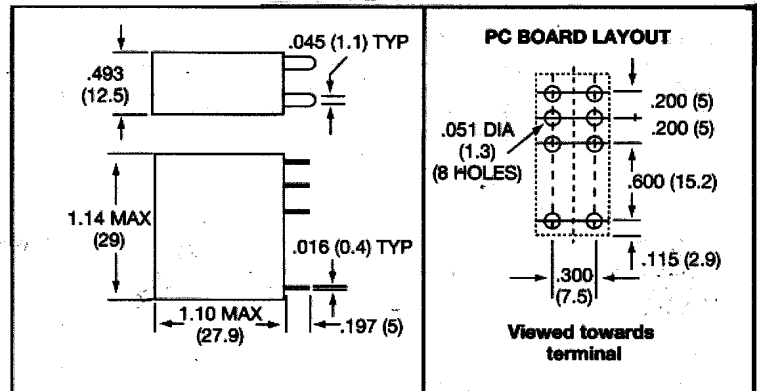 .493
(12.5)
.045 (1.1) TYP
1.14 MAX
(29)
.016 (0.4) TYP
1.10 MAX
(27.9)
.197 (5)
PC BOARD LAYOUT
.200 (5)
.200 (5)
.051 DIA
(1.3)
(8 HOLES)
.600 (15.2)
.115 (2.9)
.300
(7.5)
Viewed towards
terminal